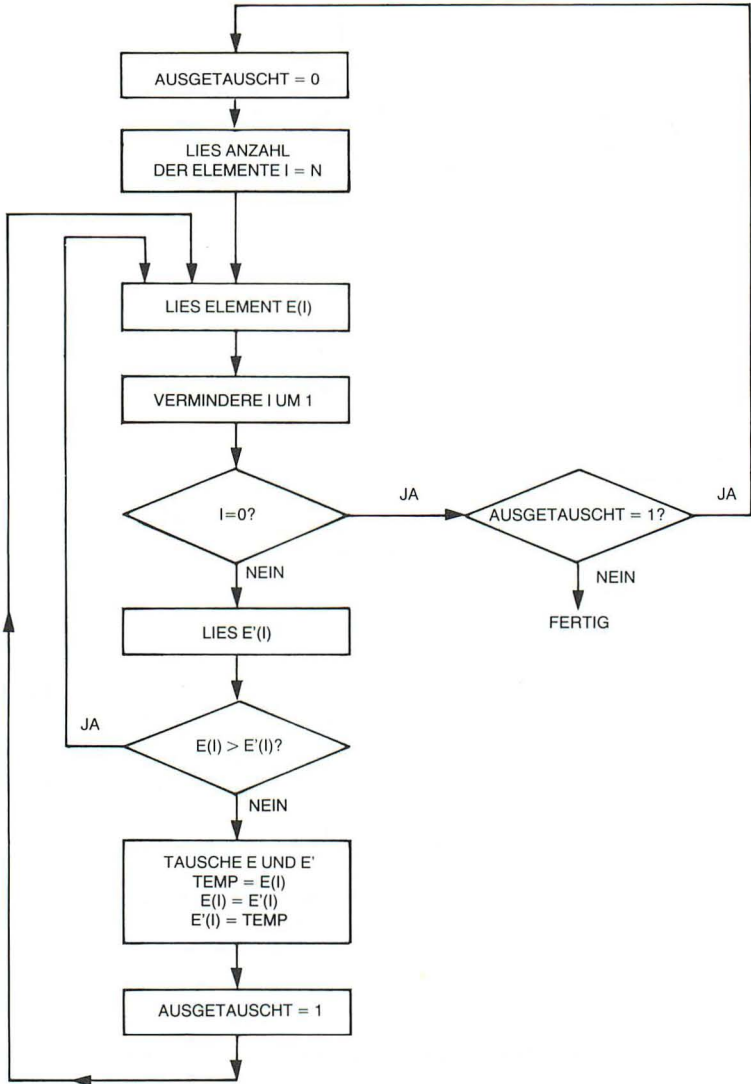 AUSGETAUSCHT = 0
LIES ANZAHL
DER ELEMENTE I = N
LIES ELEMENT E(I)
VERMINDERE I UM 1
I=0?
JA
AUSGETAUSCHT = 1?
JA
NEIN
NEIN
FERTIG
LIES E'(I)
JA
E(I) > E'(I)?
NEIN
TAUSCHE E UND E'
TEMP = E(I)
E(I) = E'(I)
E'(I) = TEMP
AUSGETAUSCHT = 1